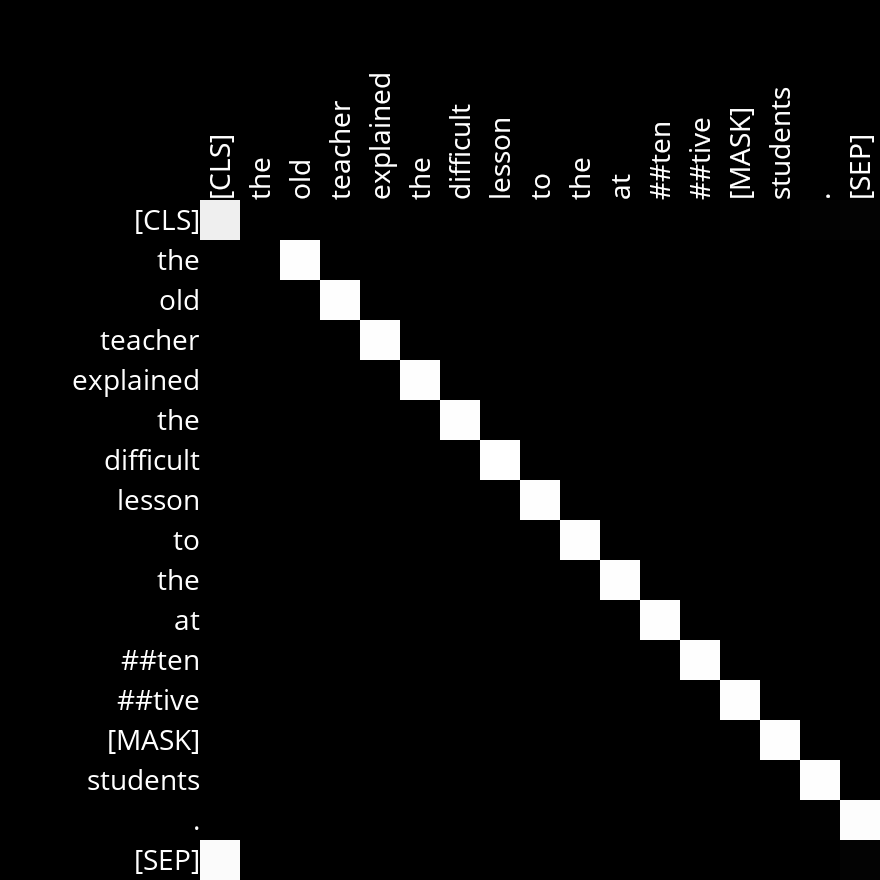 [CLS] the old teacher explained the difficult lesson to the at ##ten ##tive [MASK] students . [SEP]
[CLS]
the
old
teacher
explained
the
difficult
lesson
to
the
at
##ten
##tive
[MASK]
students
.
[SEP]